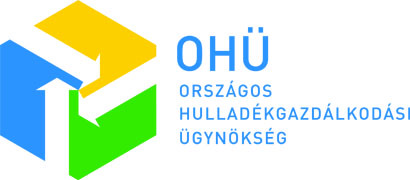 OHÜ
ORSZÁGOS
HULLADÉKGAZDÁLKODÁSI
ÜGYNÖKSÉG